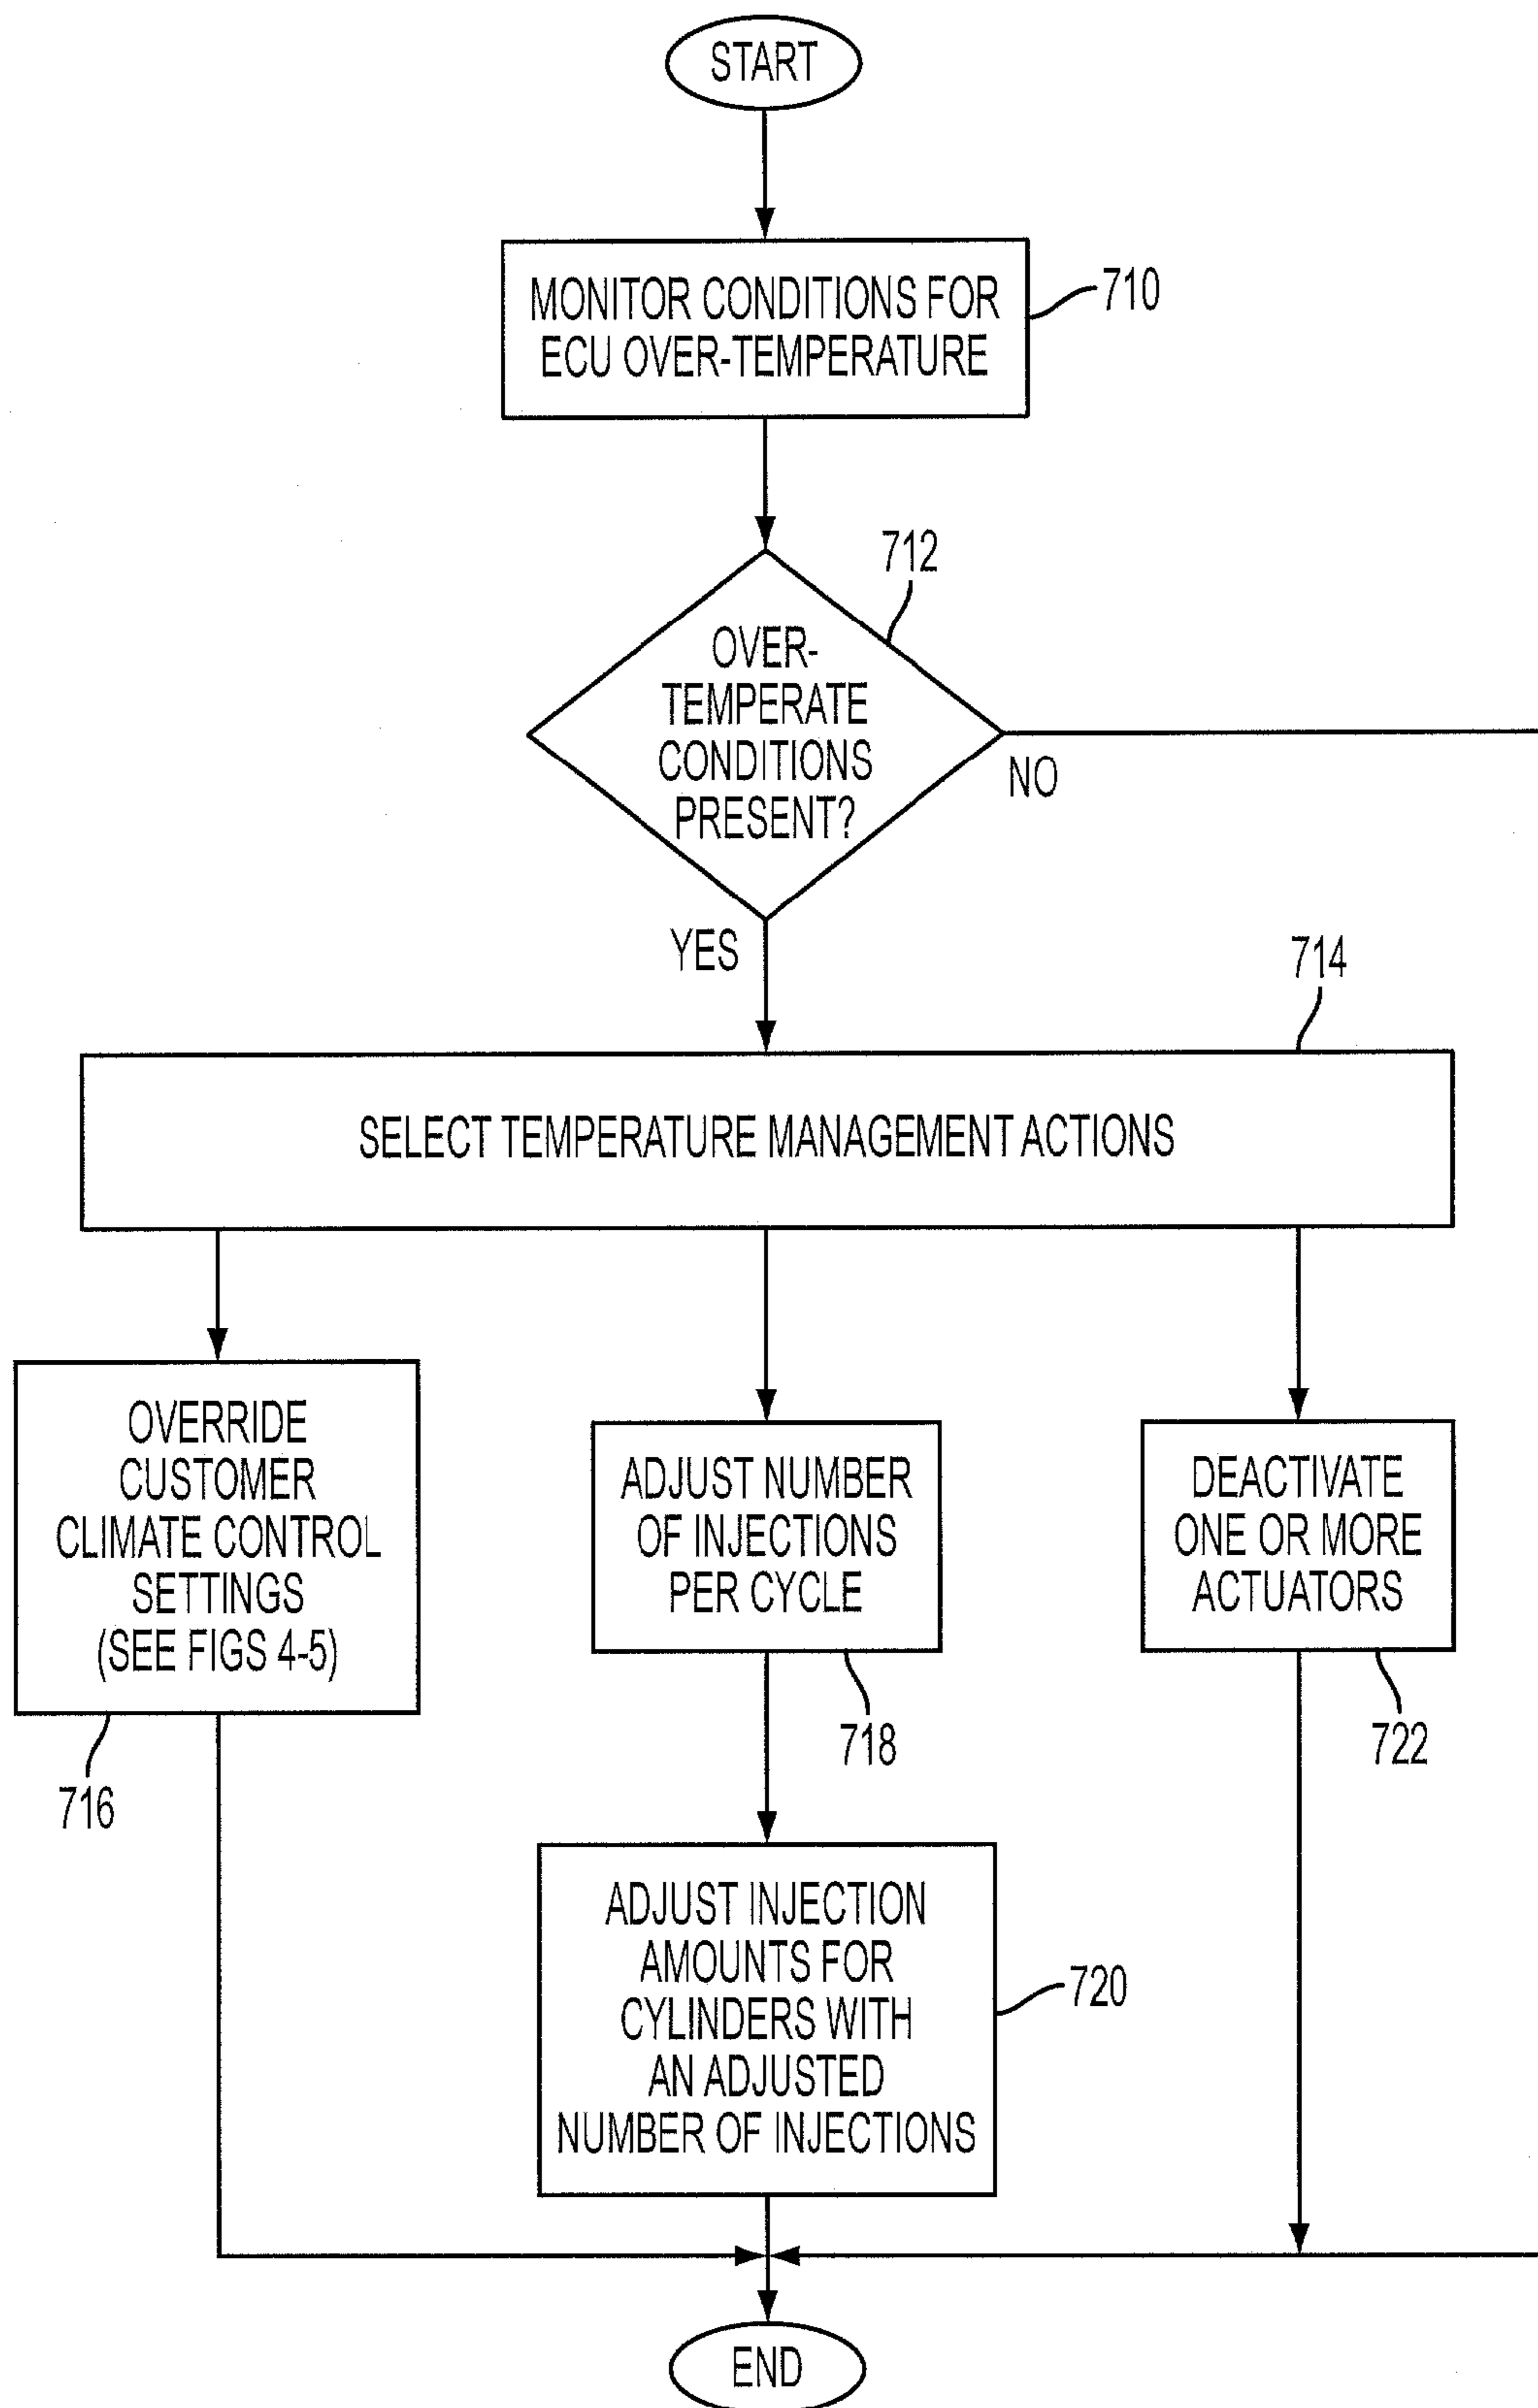 START
MONITOR CONDITIONS FOR
ECU OVER-TEMPERATURE
710
712
OVER-
TEMPERATE
CONDITIONS
PRESENT?
NO
YES
714
SELECT TEMPERATURE MANAGEMENT ACTIONS
OVERRIDE
CUSTOMER
CLIMATE CONTROL
SETTINGS
(SEE FIGS 4-5)
716
ADJUST NUMBER
OF INJECTIONS
PER CYCLE
718
DEACTIVATE
ONE OR MORE
ACTUATORS
722
ADJUST INJECTION
AMOUNTS FOR
CYLINDERS WITH
AN ADJUSTED
NUMBER OF INJECTIONS
720
END